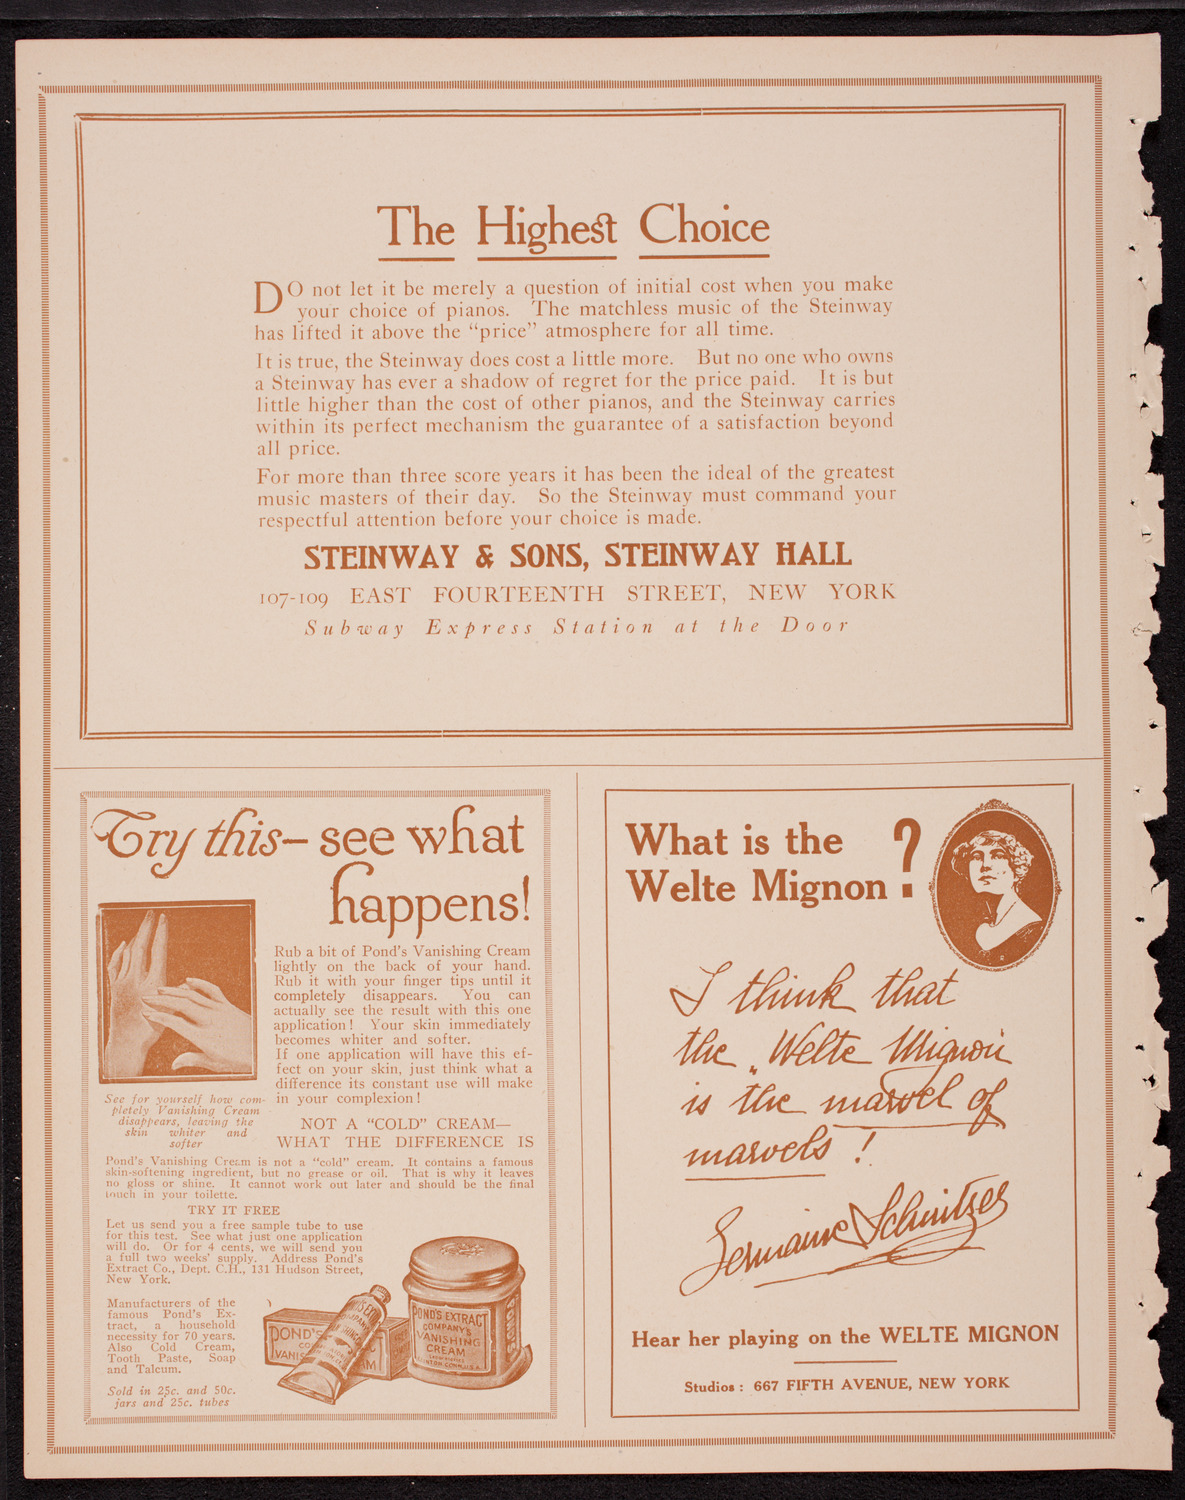 The Highest Choice
DO not let it be merely a question of initial cost when you make
your choice of pianos. The matchless music of the Steinway
has lifted it above the "price" atmosphere for all time.
It is true, the Steinway does cost a little more. But no one who owns
a Steinway has ever a shadow of regret for the price paid. It is but
little higher than the cost of other pianos, and the Steinway carries
within its perfect mechanism the guarantee of a satisfaction beyond
all price.
For more than three score years it has been the ideal of the greatest
music masters of their day. So the Steinway must command your
respectful attention before your choice is made.
STEINWAY & SONS, STEINWAY HALL
107-109 EAST FOURTEENTH STREET, NEW YORK
Subway Express Station at the Door
Try this—see what
happens!
Rub a bit of Pond's Vanishing Cream
lightly on the back of your hand.
Rub it with your finger tips until it
completely disappears. You can
actually see the result with this one
application! Your skin immediately
becomes whiter and softer.
If one application will have this ef-
fect on your skin, just think what a
difference its constant use will make
in your complexion!
See for yourself how com-
pletely Vanishing Cream
disappears, leaving the
skin whiter and
softer
NOT A "COLD" CREAM—
WHAT THE DIFFERENCE IS
Pond's Vanishing Cream is not a "cold" cream. It contains a famous
skin-softening ingredient, but no grease or oil. That is why it leaves
no gloss or shine. It cannot work out later and should be the final
touch in your toilette.
TRY IT FREE
Let us send you a free sample tube to use
for this test. See what just one application
will do. Or for 4 cents, we will send you
a full two weeks' supply. Address Pond's
Extract Co., Dept. C.H., 131 Hudson Street,
New York.
Manufacturers of the
famous Pond's Ex-
tract, a household
necessity for 70 years.
Also Cold Cream,
Tooth Paste, Soap
and Talcum.
Sold in 25c. and 50c.
jars and 25c. tubes
POND'S
VANIS
POND'S EXTRACT
COMPANY'S
VANISHING
CREAM
What is the
Welte Mignon?
I think that
the "Welte Mignon
is the marvel of
marvels!
Germaine Schnitzer
Hear her playing on the WELTE MIGNON
Studios: 667 FIFTH AVENUE, NEW YORK